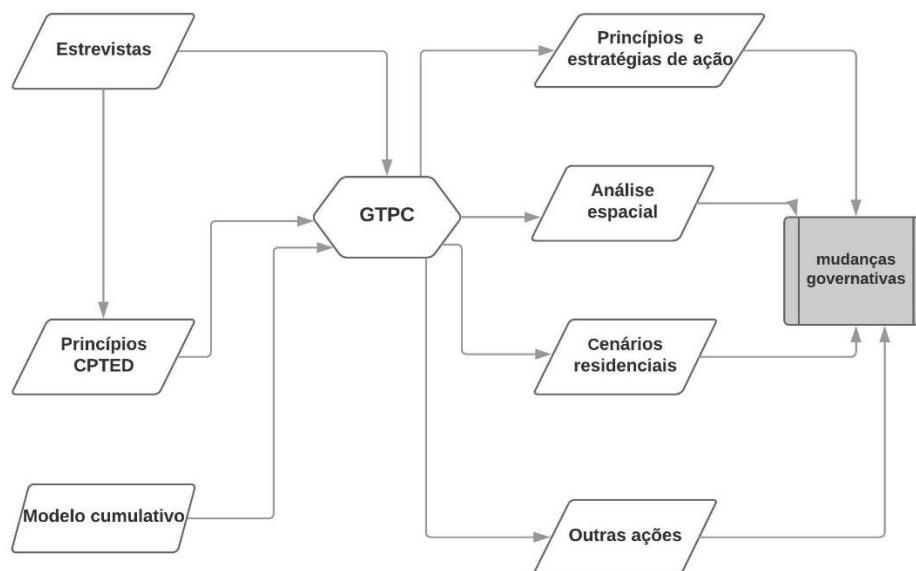 Estrevistas
Princípios e
estratégias de ação
GTPC
Análise
espacial
mudanças
governativas
Princípios
CPTED
Cenários
residenciais
Modelo cumulativo
Outras ações